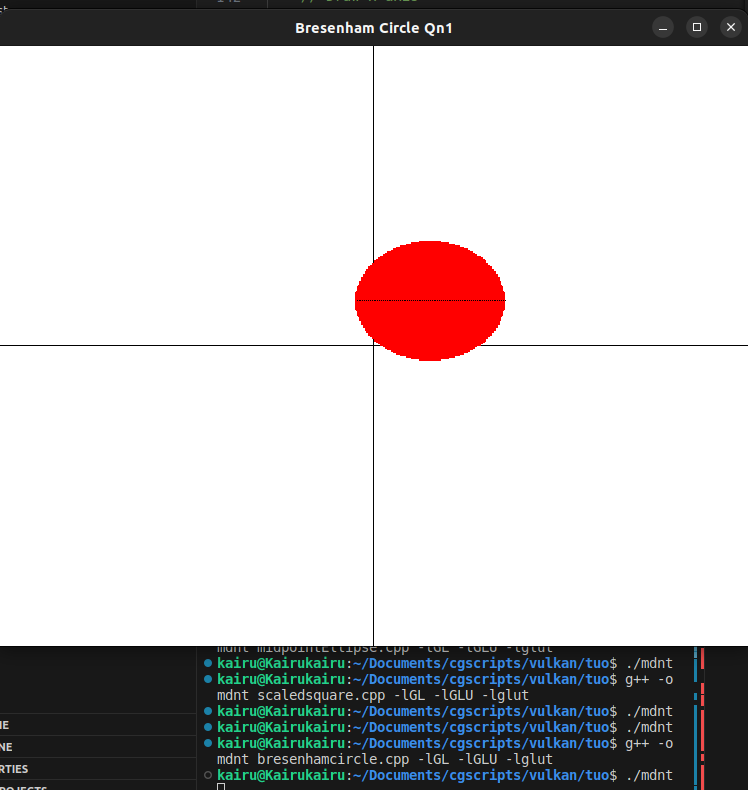 Bresenham Circle Qn1
mdnt midpointEllipse.cpp -lGL -lGLU -lglut
kairu@Kairukairu:~/Documents/cgscripts/vulkan/tuo$ ./mdnt
kairu@Kairukairu:~/Documents/cgscripts/vulkan/tuo$ g++ -o
mdnt scaledsquare.cpp -lGL -lGLU -lglut
kairu@Kairukairu:~/Documents/cgscripts/vulkan/tuo$ ./mdnt
kairu@Kairukairu:~/Documents/cgscripts/vulkan/tuo$ ./mdnt
kairu@Kairukairu:~/Documents/cgscripts/vulkan/tuo$ g++ -o
mdnt bresenhamcircle.cpp -lGL -lGLU -lglut
kairu@Kairukairu:~/Documents/cgscripts/vulkan/tuo$ ./mdnt
NE
RTIES